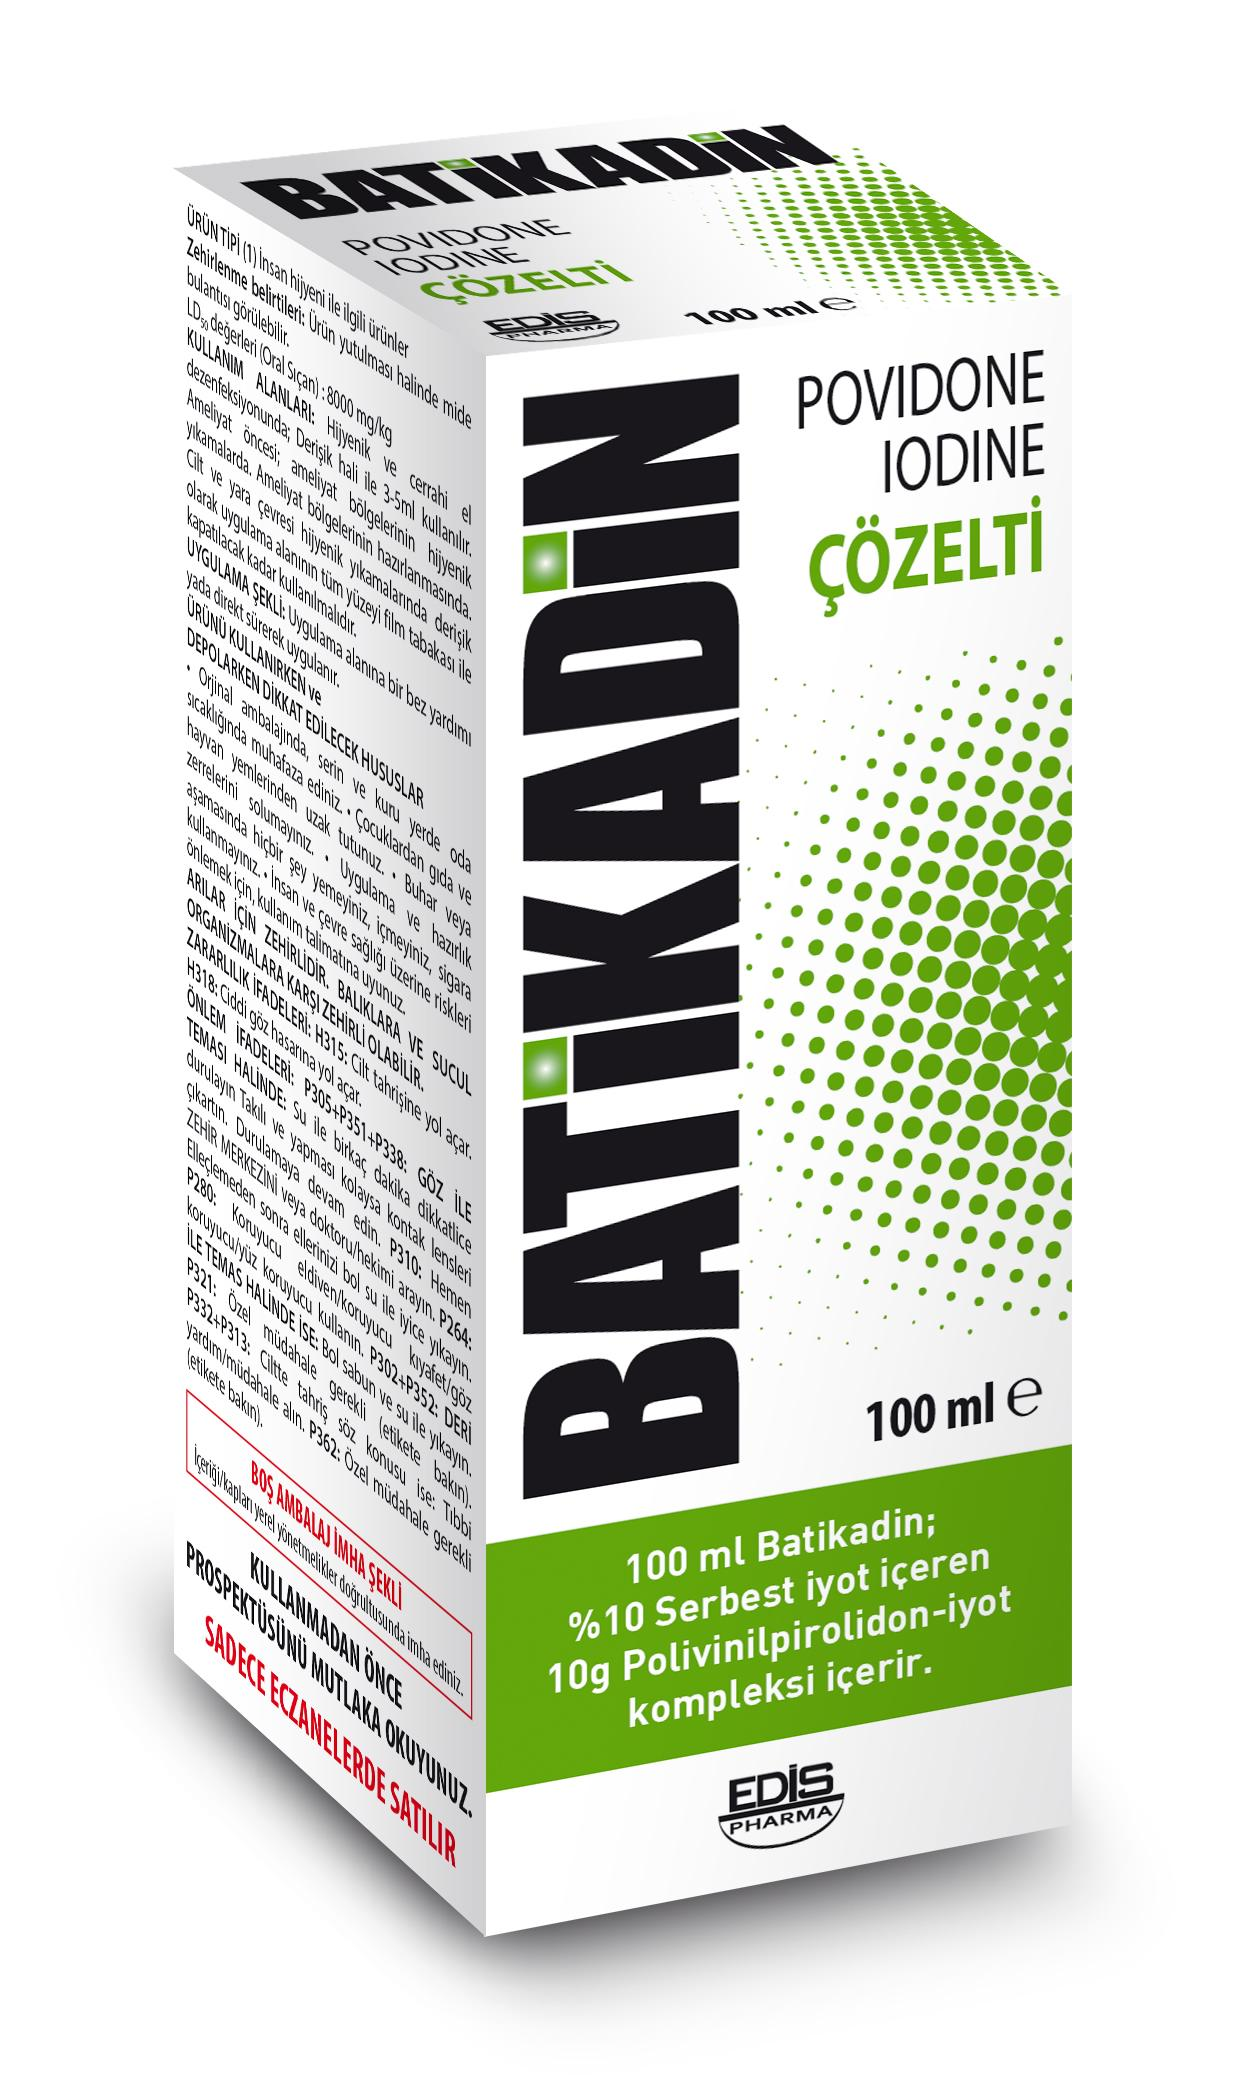 BATiKADiN
POVIDONE
IODINE
ÇÖZELTİ
EDİS
PHARMA
100 ml ℮
ÜRÜN TİPİ (1) İnsan hijyeni ile ilgili ürünler
Zehirlenme belirtileri: Ürün yutulması halinde mide
bulantısı görülebilir.
LD50 değerleri (Oral Sıçan) : 8000 mg/kg
KULLANIM ALANLARI: Hijyenik ve cerrahi el
dezenfeksiyonunda; Derişik hali ile 3-5ml kullanılır.
Ameliyat öncesi; ameliyat bölgelerinin hijyenik
yıkamalarda. Ameliyat bölgelerinin hazırlanmasında.
Cilt ve yara çevresi hijyenik yıkamalarında derişik
olarak uygulama alanının tüm yüzeyi film tabakası ile
kapatılacak kadar kullanılmalıdır.
UYGULAMA ŞEKLİ: Uygulama alanına bir bez yardımı
yada direkt sürerek uygulanır.
ÜRÜNÜ KULLANIRKEN ve
DEPOLARKEN DİKKAT EDİLECEK HUSUSLAR
• Orjinal ambalajında, serin ve kuru yerde oda
sıcaklığında muhafaza ediniz. • Çocuklardan gıda ve
hayvan yemlerinden uzak tutunuz. • Buhar veya
zerrelerini solumayınız. • Uygulama ve hazırlık
aşamasında hiçbir şey yemeyiniz, içmeyiniz, sigara
kullanmayınız. • İnsan ve çevre sağlığı üzerine riskleri
önlemek için, kullanım talimatına uyunuz.
ARILAR İÇİN ZEHİRLİDİR. BALIKLARA VE SUCUL
ORGANİZMALARA KARŞI ZEHİRLİ OLABİLİR.
ZARARLILIK İFADELERİ: H315: Cilt tahrişine yol açar.
H318: Ciddi göz hasarına yol açar.
ÖNLEM İFADELERİ: P305+P351+P338: GÖZ İLE
TEMASI HALİNDE: Su ile birkaç dakika dikkatlice
durulayın Takılı ve yapması kolaysa kontak lensleri
çıkartın. Durulamaya devam edin. P310: Hemen
ZEHİR MERKEZİNİ veya doktoru/hekimi arayın. P264:
Elleçlemeden sonra ellerinizi bol su ile iyice yıkayın.
P280: Koruyucu eldiven/koruyucu kıyafet/göz
koruyucu/yüz koruyucu kullanın. P302+P352: DERİ
İLE TEMAS HALİNDE İSE: Bol sabun ve su ile yıkayın.
P321: Özel müdahale gerekli (etikete bakın).
P332+P313: Ciltte tahriş söz konusu ise: Tıbbi
yardım/müdahale alın. P362: Özel müdahale gerekli
(etikete bakın).
BOŞ AMBALAJ İMHA ŞEKLİ
İçeriği/kapları yerel yönetmelikler doğrultusunda imha ediniz.
KULLANMADAN ÖNCE
PROSPEKTÜSÜNÜ MUTLAKA OKUYUNUZ.
SADECE ECZANELERDE SATILIR
BATiKADiN
POVIDONE
IODINE
ÇÖZELTİ
100 ml ℮
100 ml Batikadin;
%10 Serbest iyot içeren
10g Polivinilpirolidon-iyot
kompleksi içerir.
EDİS
PHARMA